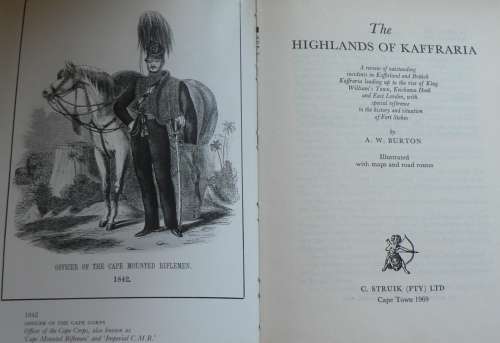 OFFICER OF THE CAPE MOUNTED RIFLEMEN.
1842.
1842
OFFICER OF THE CAPE CORPS
Officer of the Cape Corps, also known as
'Cape Mounted Riflemen' and 'Imperial C.M.R.'
The
HIGHLANDS OF KAFFRARIA
A review of outstanding
incidents in Kaffirland and British
Kaffraria leading up to the rise of King
William's Town, Keiskama Hoek
and East London, with
special reference
to the history and situation
of Fort Stokes
by
A. W. BURTON
Illustrated
with maps and road routes
C. STRUIK (PTY) LTD
Cape Town 1969